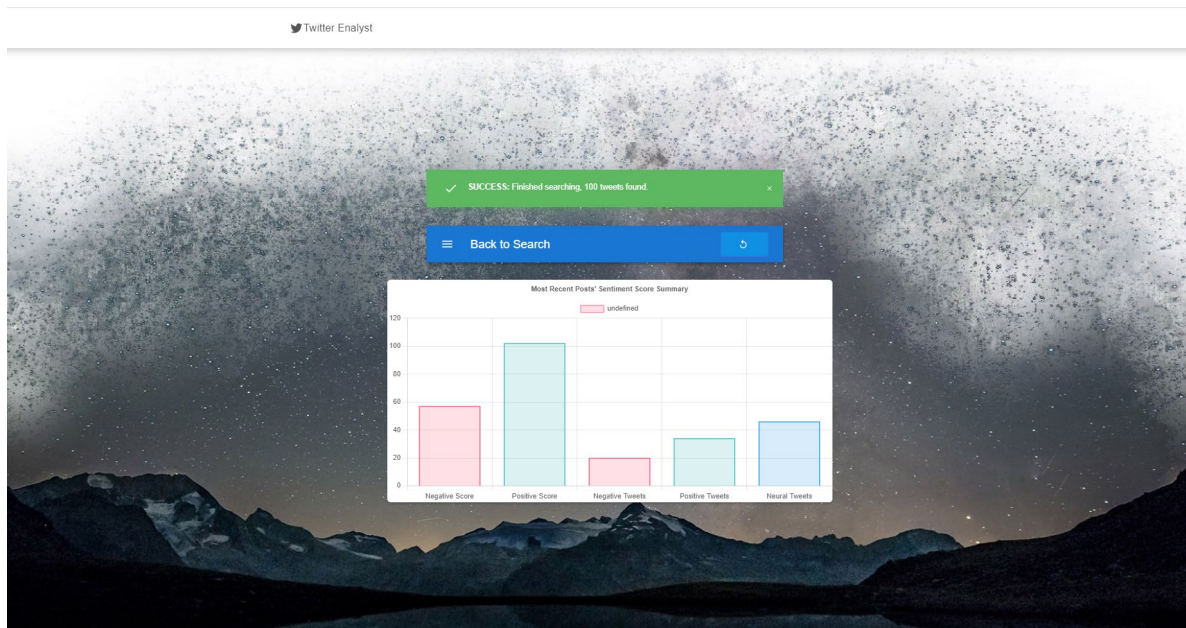 Twitter Enalyst
SUCCESS: Finished searching, 100 tweets found.
×
Back to Search
Most Recent Posts' Sentiment Score Summary
undefined
120
100
80
60
40
20
0
Negative Score Positive Score Negative Tweets Positive Tweets Neural Tweets